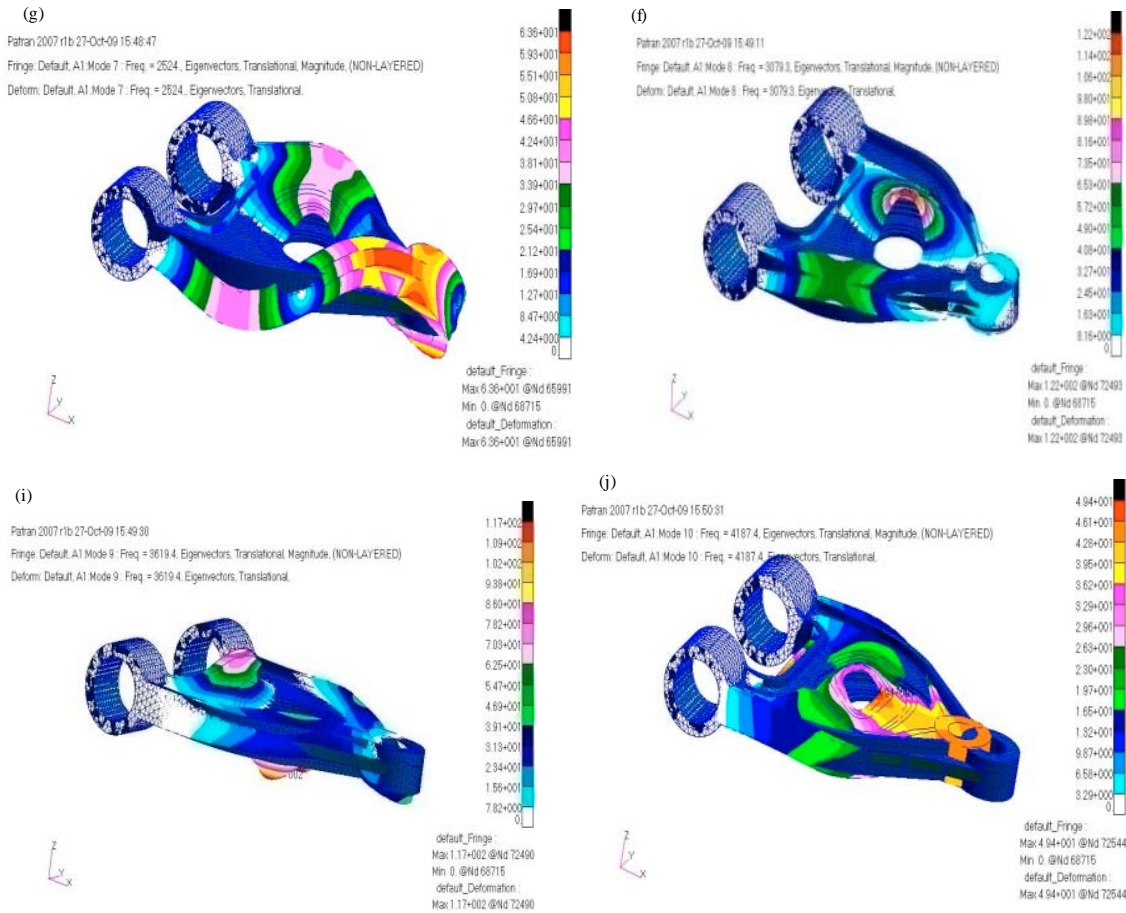 (g)
Patran 2007 r1b 27-Oct-09 15:48:47
Fringe: Default, A1:Mode 7 : Freq. = 2524., Eigenvectors, Translational, Magnitude, (NON-LAYERED)
Deform: Default, A1:Mode 7 : Freq. = 2524., Eigenvectors, Translational,
6.36+001
5.93+001
5.51+001
5.08+001
4.66+001
4.24+001
3.81+001
3.39+001
2.97+001
2.54+001
2.12+001
1.69+001
1.27+001
8.47+000
4.24+000
0
default_Fringe :
Max 6.36+001 @Nd 65991
Min 0. @Nd 68715
default_Deformation :
Max 6.36+001 @Nd 65991
Z
Y
X
(f)
Patran 2007 r1b 27-Oct-09 15:49:11
Fringe: Default, A1:Mode 8 : Freq. = 3079.3, Eigenvectors, Translational, Magnitude, (NON-LAYERED)
Deform: Default, A1:Mode 8 : Freq. = 3079.3, Eigenvectors, Translational,
1.22+002
1.14+002
1.06+002
9.80+001
8.98+001
8.16+001
7.35+001
6.53+001
5.72+001
4.90+001
4.08+001
3.27+001
2.45+001
1.63+001
8.16+000
0
default_Fringe :
Max 1.22+002 @Nd 72493
Min 0. @Nd 68715
default_Deformation :
Max 1.22+002 @Nd 72493
Z
Y
X
(i)
Patran 2007 r1b 27-Oct-09 15:49:30
Fringe: Default, A1:Mode 9 : Freq. = 3619.4, Eigenvectors, Translational, Magnitude, (NON-LAYERED)
Deform: Default, A1:Mode 9 : Freq. = 3619.4, Eigenvectors, Translational,
1.17+002
1.09+002
1.02+002
9.38+001
8.60+001
7.82+001
7.03+001
6.25+001
5.47+001
4.69+001
3.91+001
3.13+001
2.34+001
1.56+001
7.82+000
0
002
default_Fringe :
Max 1.17+002 @Nd 72490
Min 0. @Nd 68715
default_Deformation :
Max 1.17+002 @Nd 72490
Z
Y
X
(j)
Patran 2007 r1b 27-Oct-09 15:50:31
Fringe: Default, A1:Mode 10 : Freq. = 4187.4, Eigenvectors, Translational, Magnitude, (NON-LAYERED)
Deform: Default, A1:Mode 10 : Freq. = 4187.4, Eigenvectors, Translational,
4.94+001
4.61+001
4.28+001
3.95+001
3.62+001
3.29+001
2.96+001
2.63+001
2.30+001
1.97+001
1.65+001
1.32+001
9.87+000
6.58+000
3.29+000
0
default_Fringe :
Max 4.94+001 @Nd 72544
Min 0. @Nd 68715
default_Deformation :
Max 4.94+001 @Nd 72544
Z
Y
X